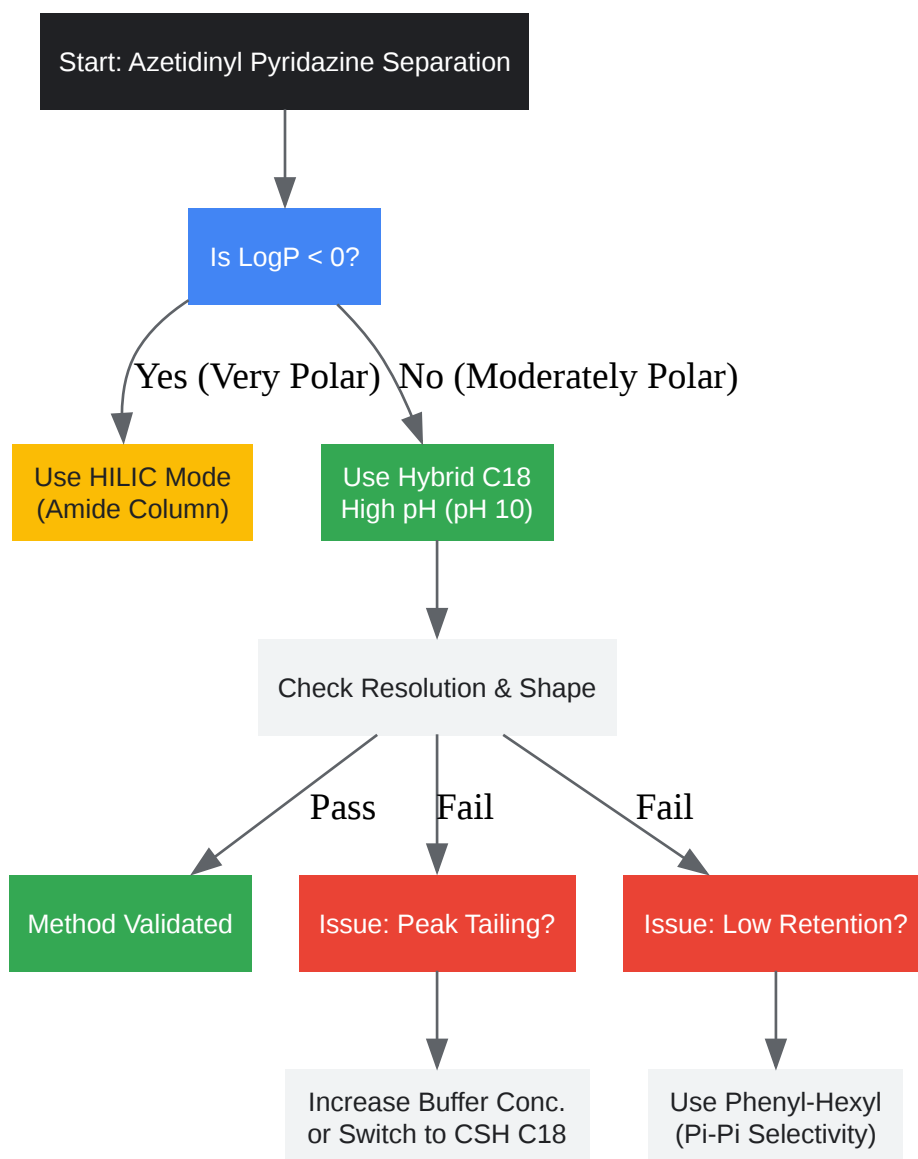 Start: Azetidinyl Pyridazine Separation
Is LogP < 0?
Yes (Very Polar)
No (Moderately Polar)
Use HILIC Mode
(Amide Column)
Use Hybrid C18
High pH (pH 10)
Check Resolution & Shape
Pass
Fail
Fail
Method Validated
Issue: Peak Tailing?
Issue: Low Retention?
Increase Buffer Conc.
or Switch to CSH C18
Use Phenyl-Hexyl
(Pi-Pi Selectivity)